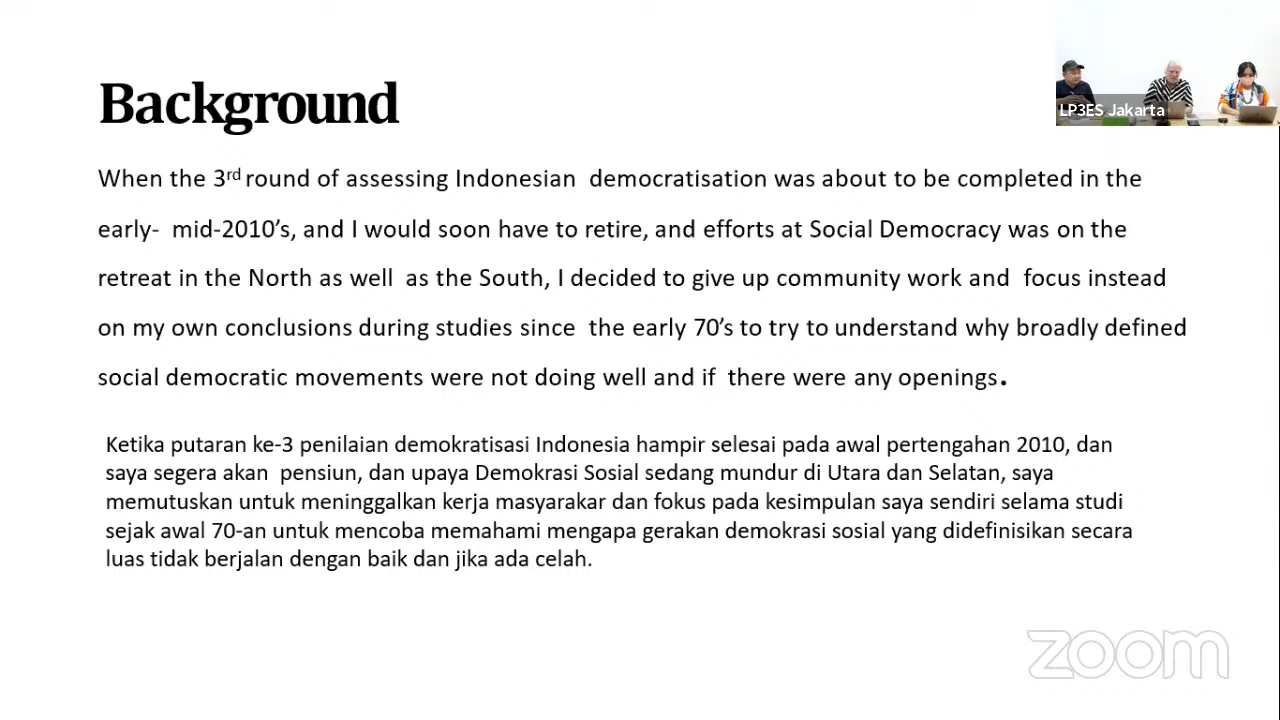 Background
LP3ES Jakarta
When the 3rd round of assessing Indonesian democratisation was about to be completed in the
early- mid-2010's, and I would soon have to retire, and efforts at Social Democracy was on the
retreat in the North as well as the South, I decided to give up community work and focus instead
on my own conclusions during studies since the early 70's to try to understand why broadly defined
social democratic movements were not doing well and if there were any openings.
Ketika putaran ke-3 penilaian demokratisasi Indonesia hampir selesai pada awal pertengahan 2010, dan
saya segera akan pensiun, dan upaya Demokrasi Sosial sedang mundur di Utara dan Selatan, saya
memutuskan untuk meninggalkan kerja masyarakar dan fokus pada kesimpulan saya sendiri selama studi
sejak awal 70-an untuk mencoba memahami mengapa gerakan demokrasi sosial yang didefinisikan secara
luas tidak berjalan dengan baik dan jika ada celah.
zoom